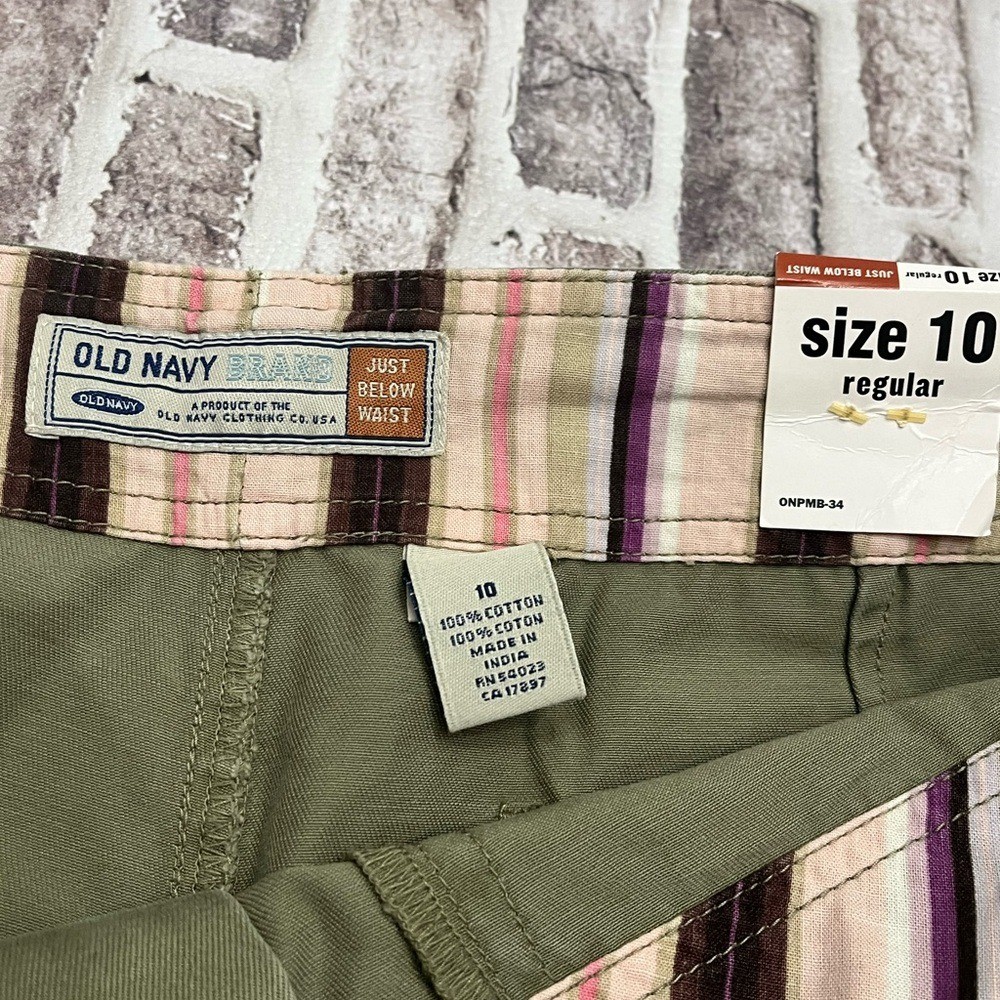 OLD NAVY BRAND
OLD NAVY
A PRODUCT OF THE
OLD NAVY CLOTHING CO. USA
JUST
BELOW
WAIST
JUST BELOW WAIST
regular
size 10
size 10
regular
ONPMB-34
10
100% COTTON
100% COTON
MADE IN
INDIA
RN 54023
CA 17897